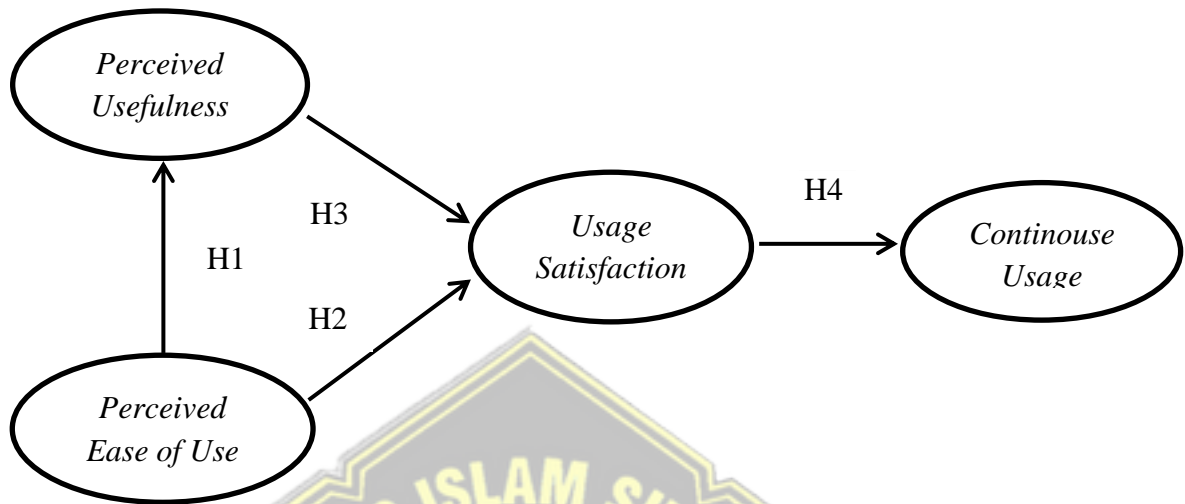 Perceived
Usefulness
H3
H1
H2
Perceived
Ease of Use
Usage
Satisfaction
H4
Continouse
Usage
ISLAM